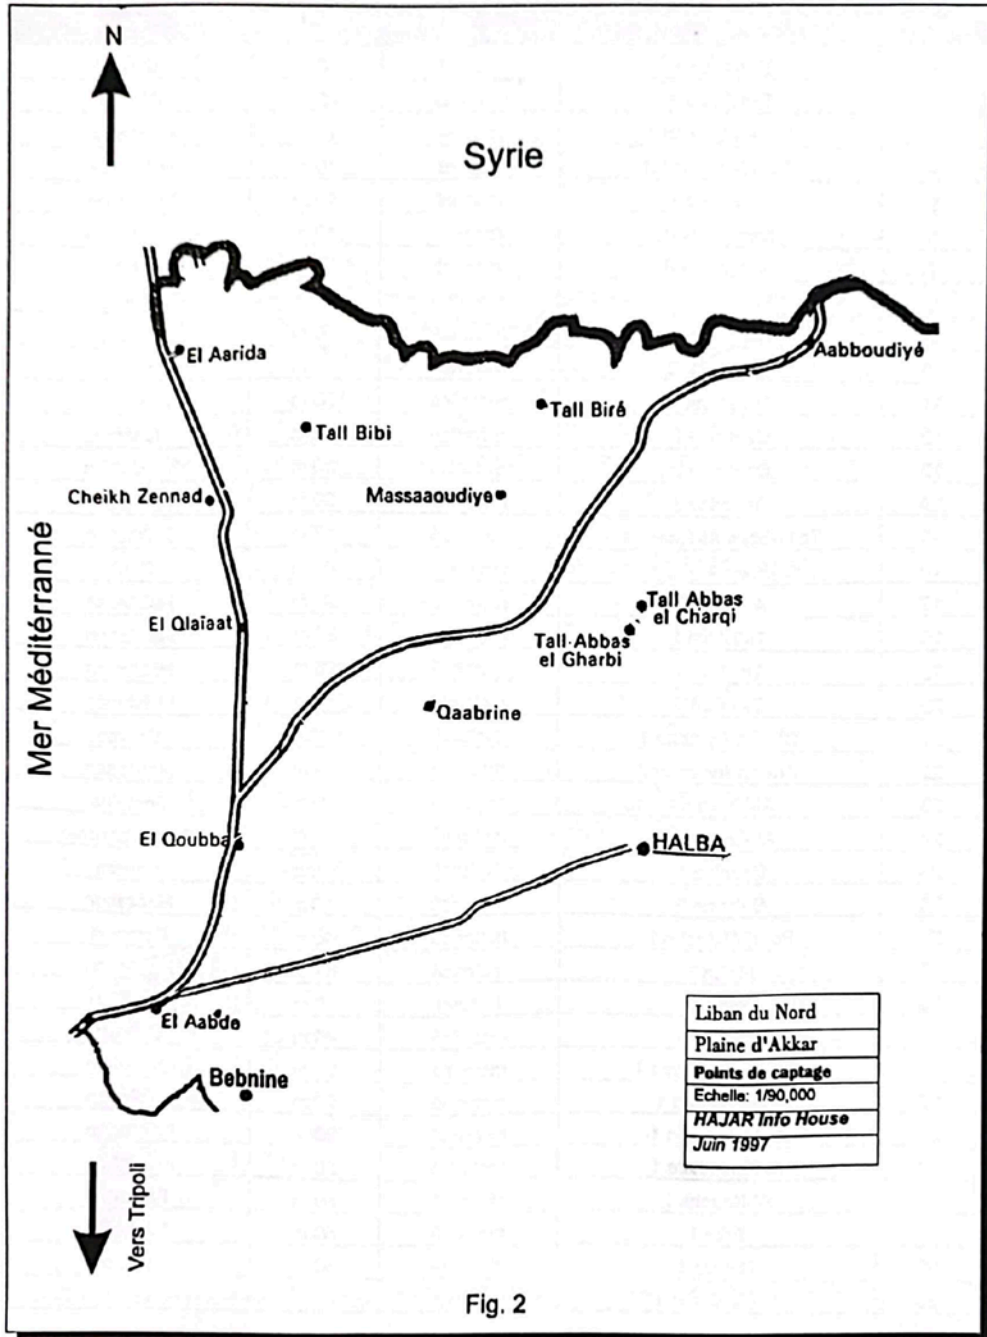 N
Syrie
El Aarida
Aabboudiyé
Tall Biré
Tall Bibi
Cheikh Zennad
Massaaoudiye
Mer Méditérranné
El Qlaiaat
Tall Abbas
el Charqi
Tall Abbas
el Gharbi
Qaabrine
El Qoubba
HALBA
El Aabde
Bebnine
Liban du Nord
Plaine d'Akkar
Points de captage
Echelle: 1/90,000
HAJAR Info House
Juin 1997
Vers Tripoli
Fig. 2